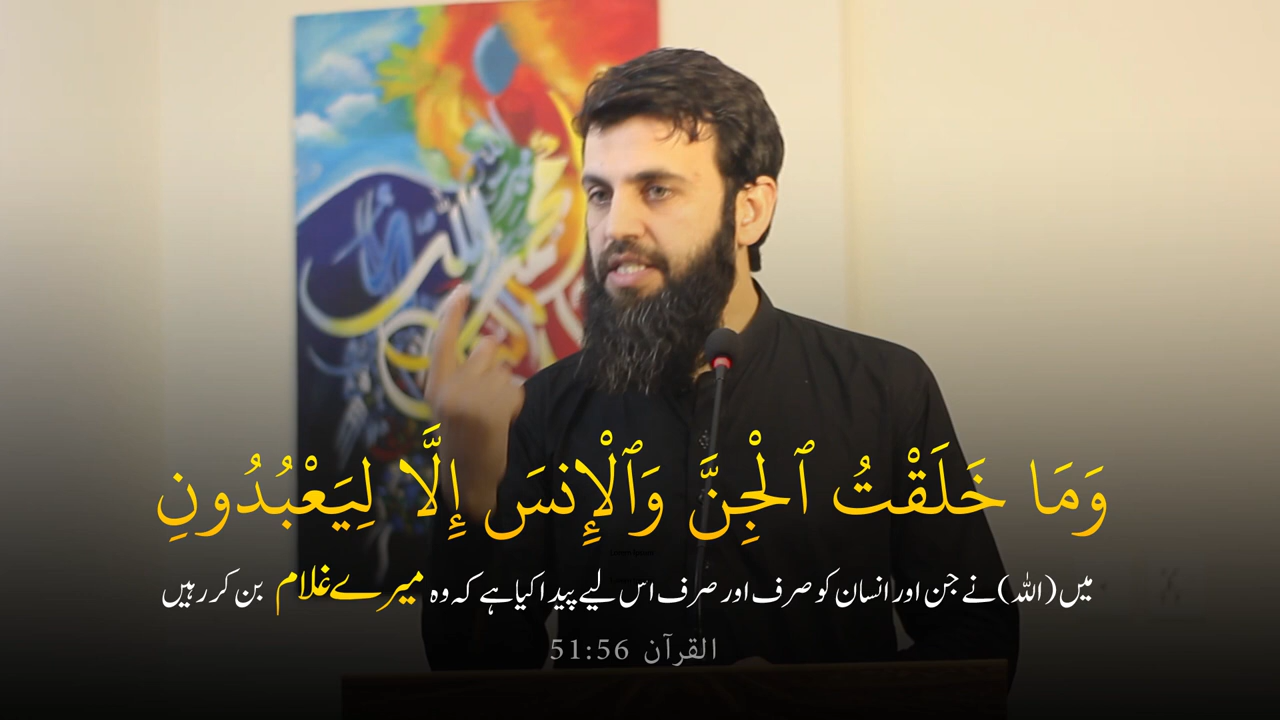 وَمَا خَلَقْتُ ٱلْجِنَّ وَٱلْإِنسَ إِلَّا لِيَعْبُدُونِ
میں (اللہ) نے جن اور انسان کو صرف اور صرف اس لیے پیدا کیا ہے کہ وہ میرے غلام بن کر رہیں
القرآن 51:56